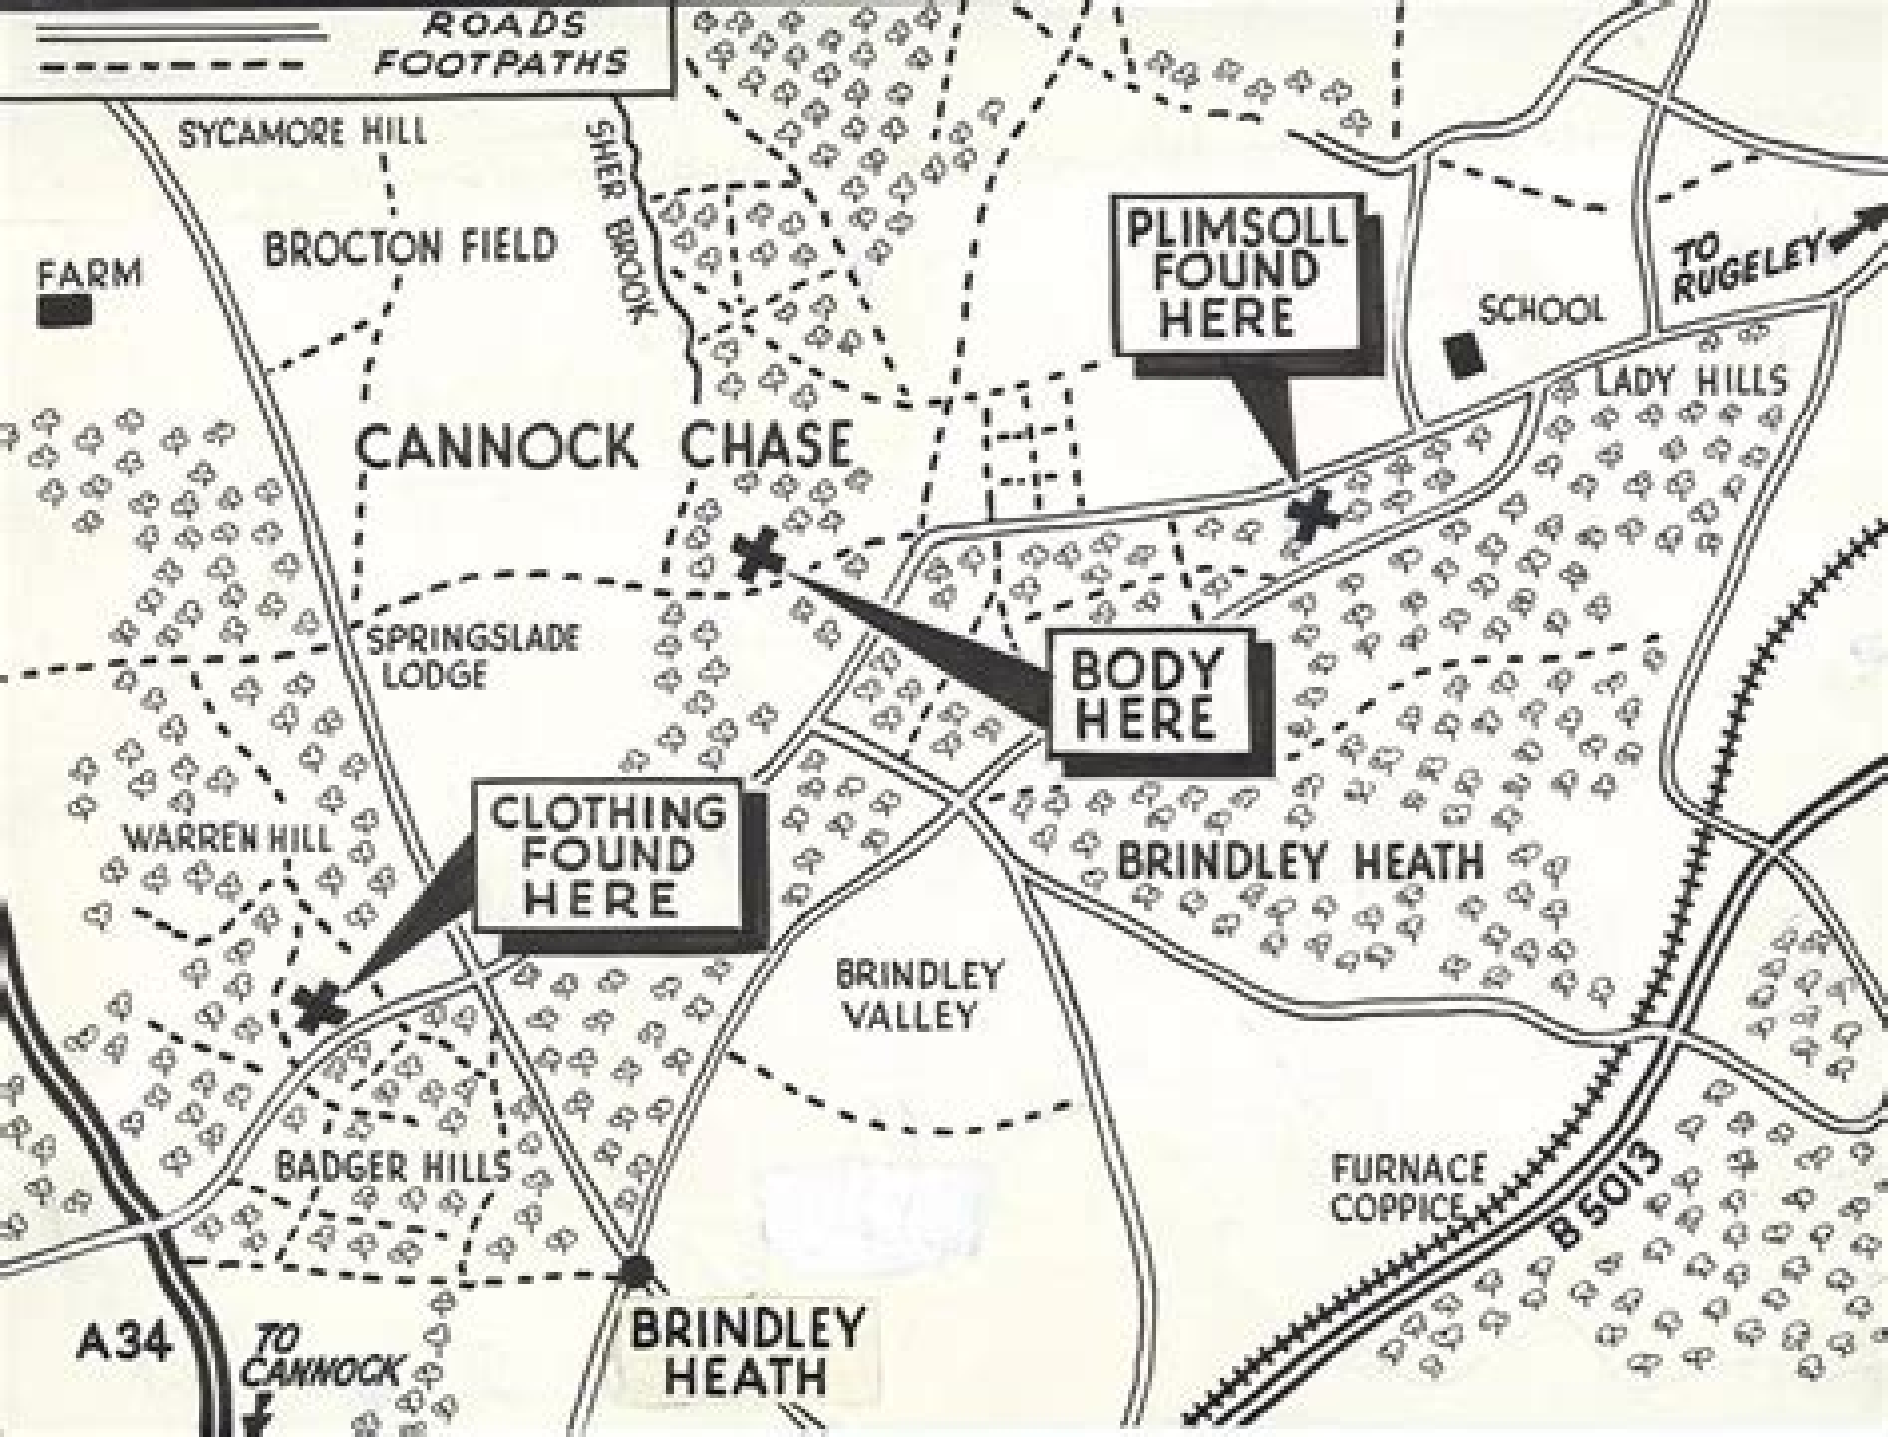 ROADS
FOOTPATHS
SYCAMORE HILL
SHER BROOK
BROCTON FIELD
FARM
PLIMSOLL
FOUND
HERE
TO
RUGELEY
SCHOOL
LADY HILLS
CANNOCK CHASE
SPRINGSLADE
LODGE
BODY
HERE
CLOTHING
FOUND
HERE
WARREN HILL
BRINDLEY HEATH
BRINDLEY
VALLEY
BADGER HILLS
FURNACE
COPPICE
B 5013
A34
TO
CANNOCK
BRINDLEY
HEATH